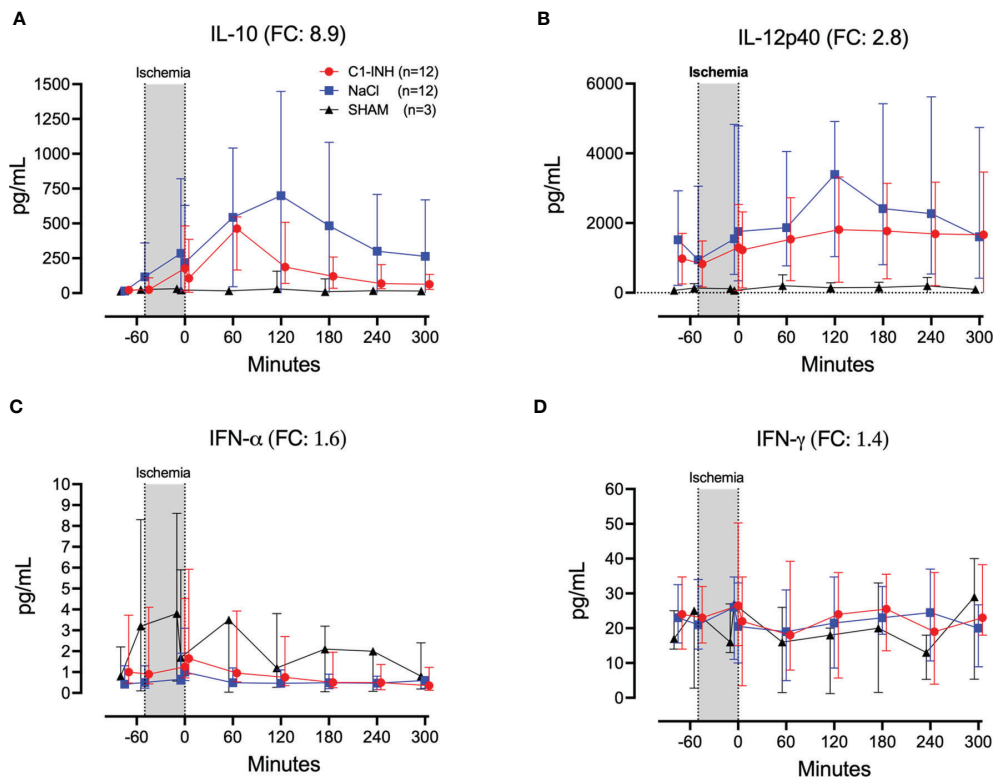 A
IL-10 (FC: 8.9)
Ischemia
C1-INH (n=12)
NaCl (n=12)
SHAM (n=3)
1500
1250
1000
750
500
250
0
pg/mL
-60 0 60 120 180 240 300
Minutes
B
IL-12p40 (FC: 2.8)
Ischemia
6000
4000
2000
0
pg/mL
-60 0 60 120 180 240 300
Minutes
C
IFN-α (FC: 1.6)
Ischemia
10
9
8
7
6
5
4
3
2
1
0
pg/mL
-60 0 60 120 180 240 300
Minutes
D
IFN-γ (FC: 1.4)
Ischemia
60
50
40
30
20
10
0
pg/mL
-60 0 60 120 180 240 300
Minutes